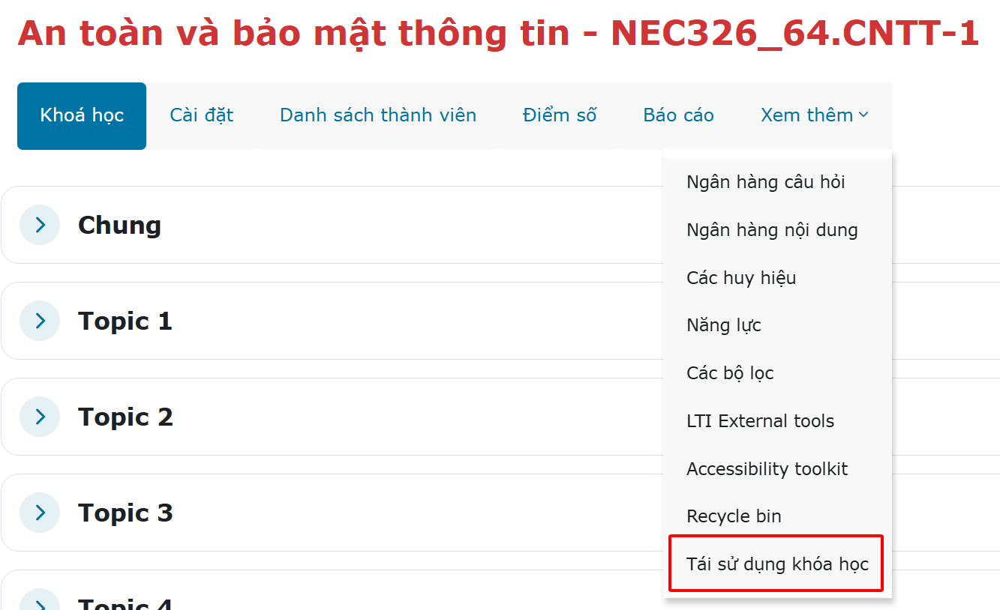 An toàn và bảo mật thông tin - NEC326_64.CNTT-1
Khoá học Cài đặt Danh sách thành viên Điểm số Báo cáo Xem thêm
Ngân hàng câu hỏi
Chung
Ngân hàng nội dung
Các huy hiệu
Topic 1
Năng lực
Các bộ lọc
Topic 2
LTI External tools
Accessibility toolkit
Topic 3
Recycle bin
Tái sử dụng khóa học
Topic 4